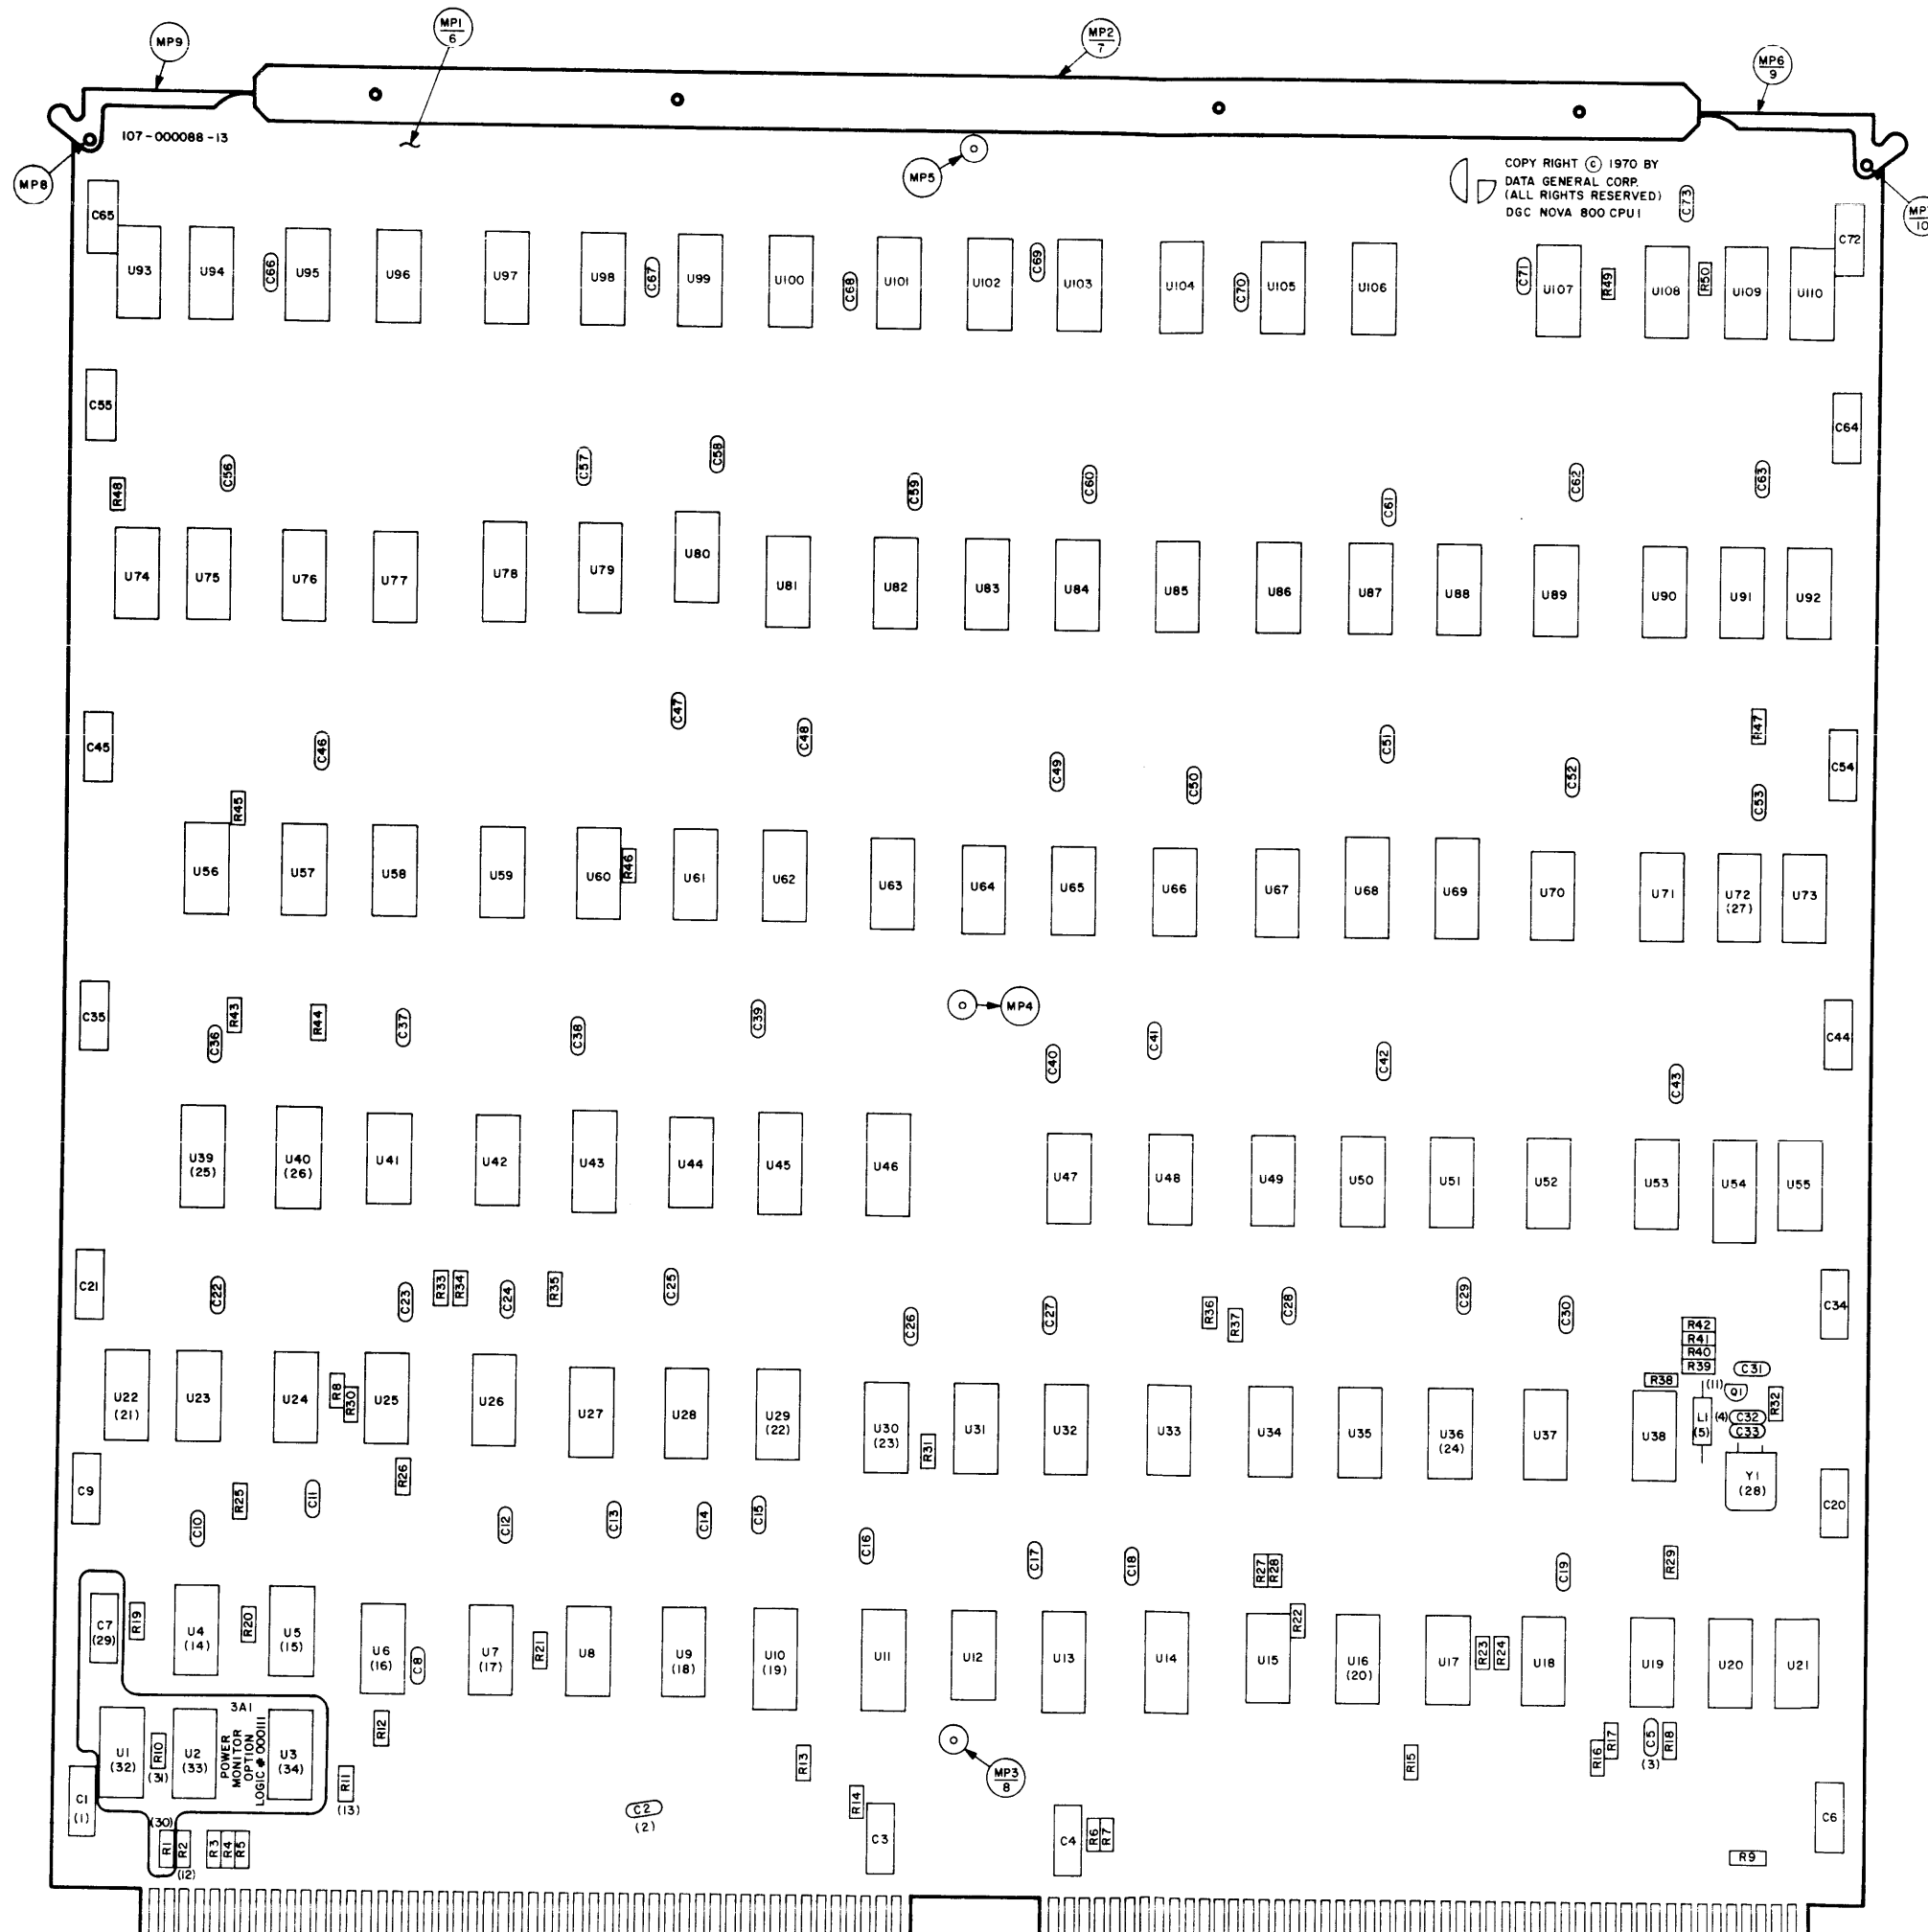 MP9
MP1
6
MP2
7
MP6
9
107-000088-13
MP8
MP5
COPY RIGHT © 1970 BY
DATA GENERAL CORP.
(ALL RIGHTS RESERVED)
DGC NOVA 800 CPU1
C73
10
C65
U93 U94 C66 U95 U96 U97 U98 C67 U99 U100 C68 U101 U102 C69 U103 U104 C70 U105 U106 C71 U107 R49 U108 R50 U109 U110 C72
C55 C64
R48 C56 C57 C58 C59 C60 C61 C62 C63
U74 U75 U76 U77 U78 U79 U80 U81 U82 U83 U84 U85 U86 U87 U88 U89 U90 U91 U92
C45 C46 C47 C48 C49 C50 C51 C52 R47 C53 C54
R45 R46
U56 U57 U58 U59 U60 U61 U62 U63 U64 U65 U66 U67 U68 U69 U70 U71 U72 U73
(27)
MP4
C35 C36 R43 R44 C37 C38 C39 C40 C41 C42 C43 C44
U39 U40 U41 U42 U43 U44 U45 U46 U47 U48 U49 U50 U51 U52 U53 U54 U55
(25) (26)
C21 C22 C23 R33 R34 C24 R35 C25 C26 C27 R36 R37 C28 C29 C30 C34
R42
R41
R40
R39
C31
R38 (11) Q1 R32
L1 (4) C32
(5) C33
U22 U23 U24 R8 R30 U25 U26 U27 U28 U29 U30 R31 U31 U32 U33 U34 U35 U36 U37 U38
(21) (22) (23) (24)
Y1
(28)
C9 C10 R25 C11 R26 C12 C13 C14 C15 C16 C17 C18 R27 R28 C19 R29 C20
C7
(29)
R19 R20 R21 R22 R23 R24 C8
U4 U5 U6 U7 U8 U9 U10 U11 U12 U13 U14 U15 U16 U17 U18 U19 U20 U21
(14) (15) (16) (17) (18) (19) (20)
3A1
POWER
MONITOR
OPTION
LOGIC # 000111
U1 R10 U2 U3
(32) (31) (33) (34)
R12 R11 R13 R14 R15 R16 R17 C5 R18
(13) (3)
MP3
8
C1
(1)
C2
(2)
C3 C4 R6 R7 C6
(30)
R1 R2 R3 R4 R5 R9
(12)